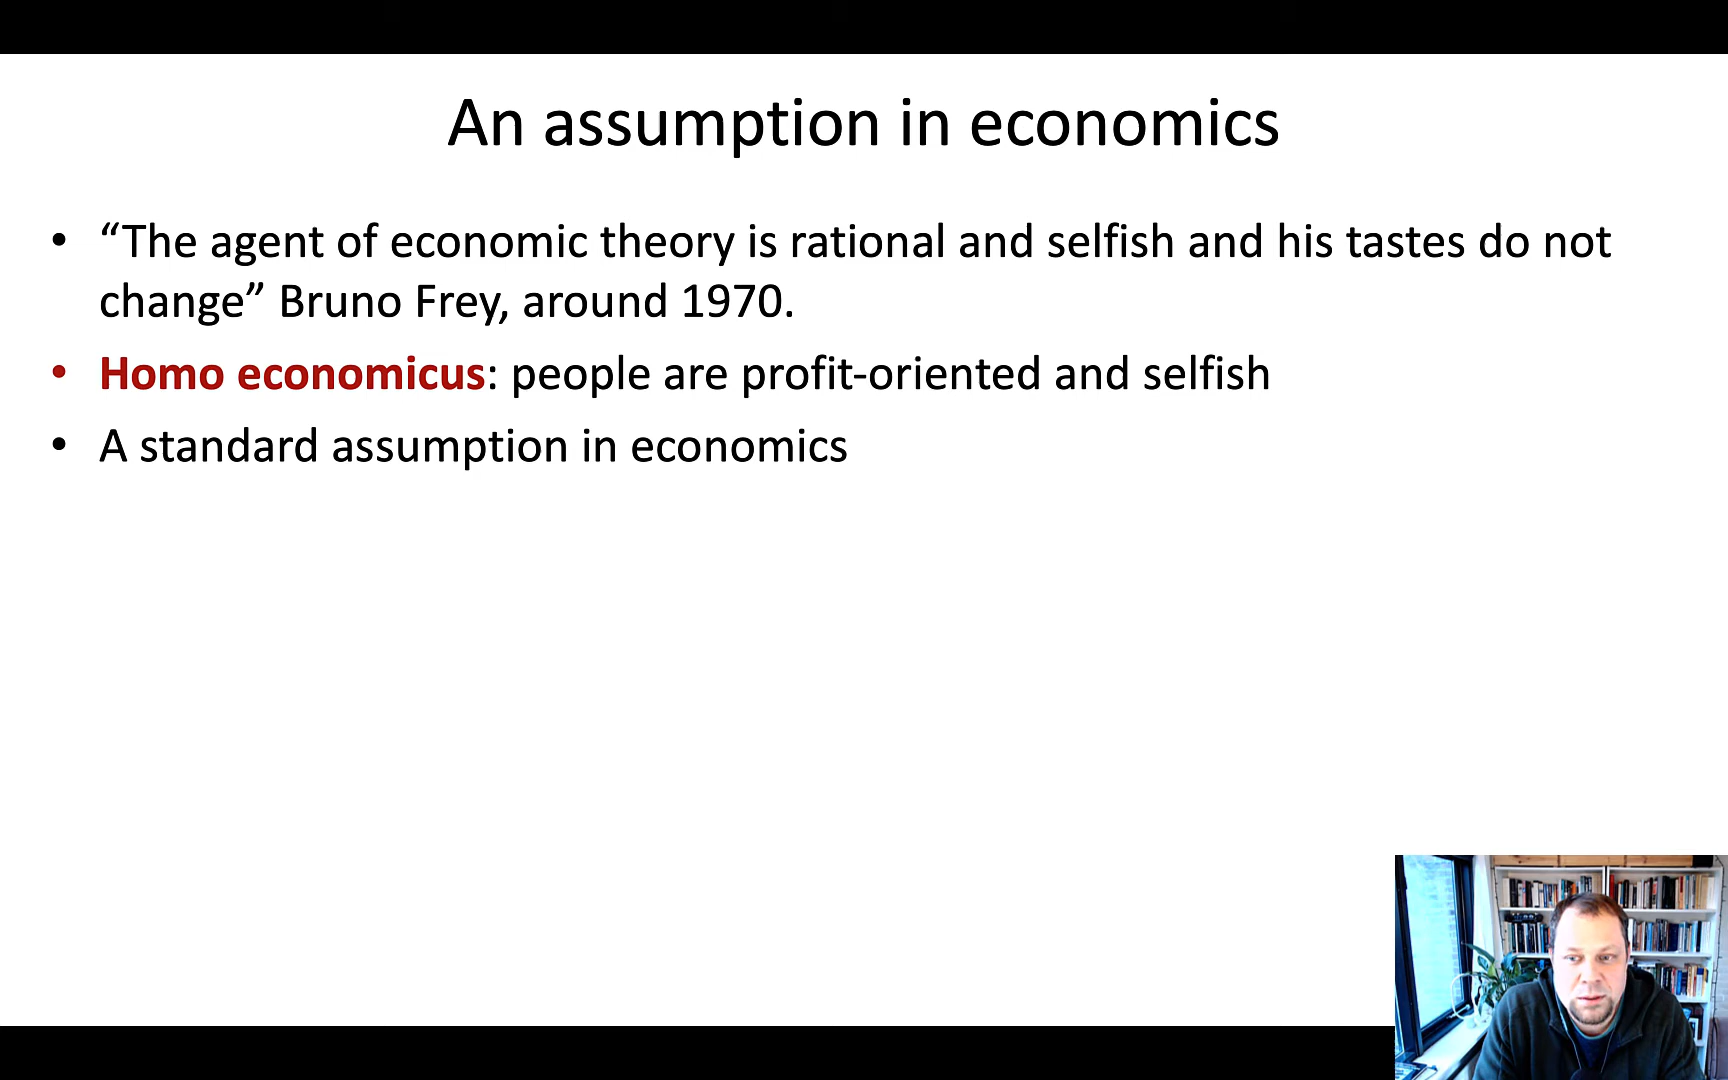 An assumption in economics
• “The agent of economic theory is rational and selfish and his tastes do not
change” Bruno Frey, around 1970.
• Homo economicus: people are profit-oriented and selfish
• A standard assumption in economics